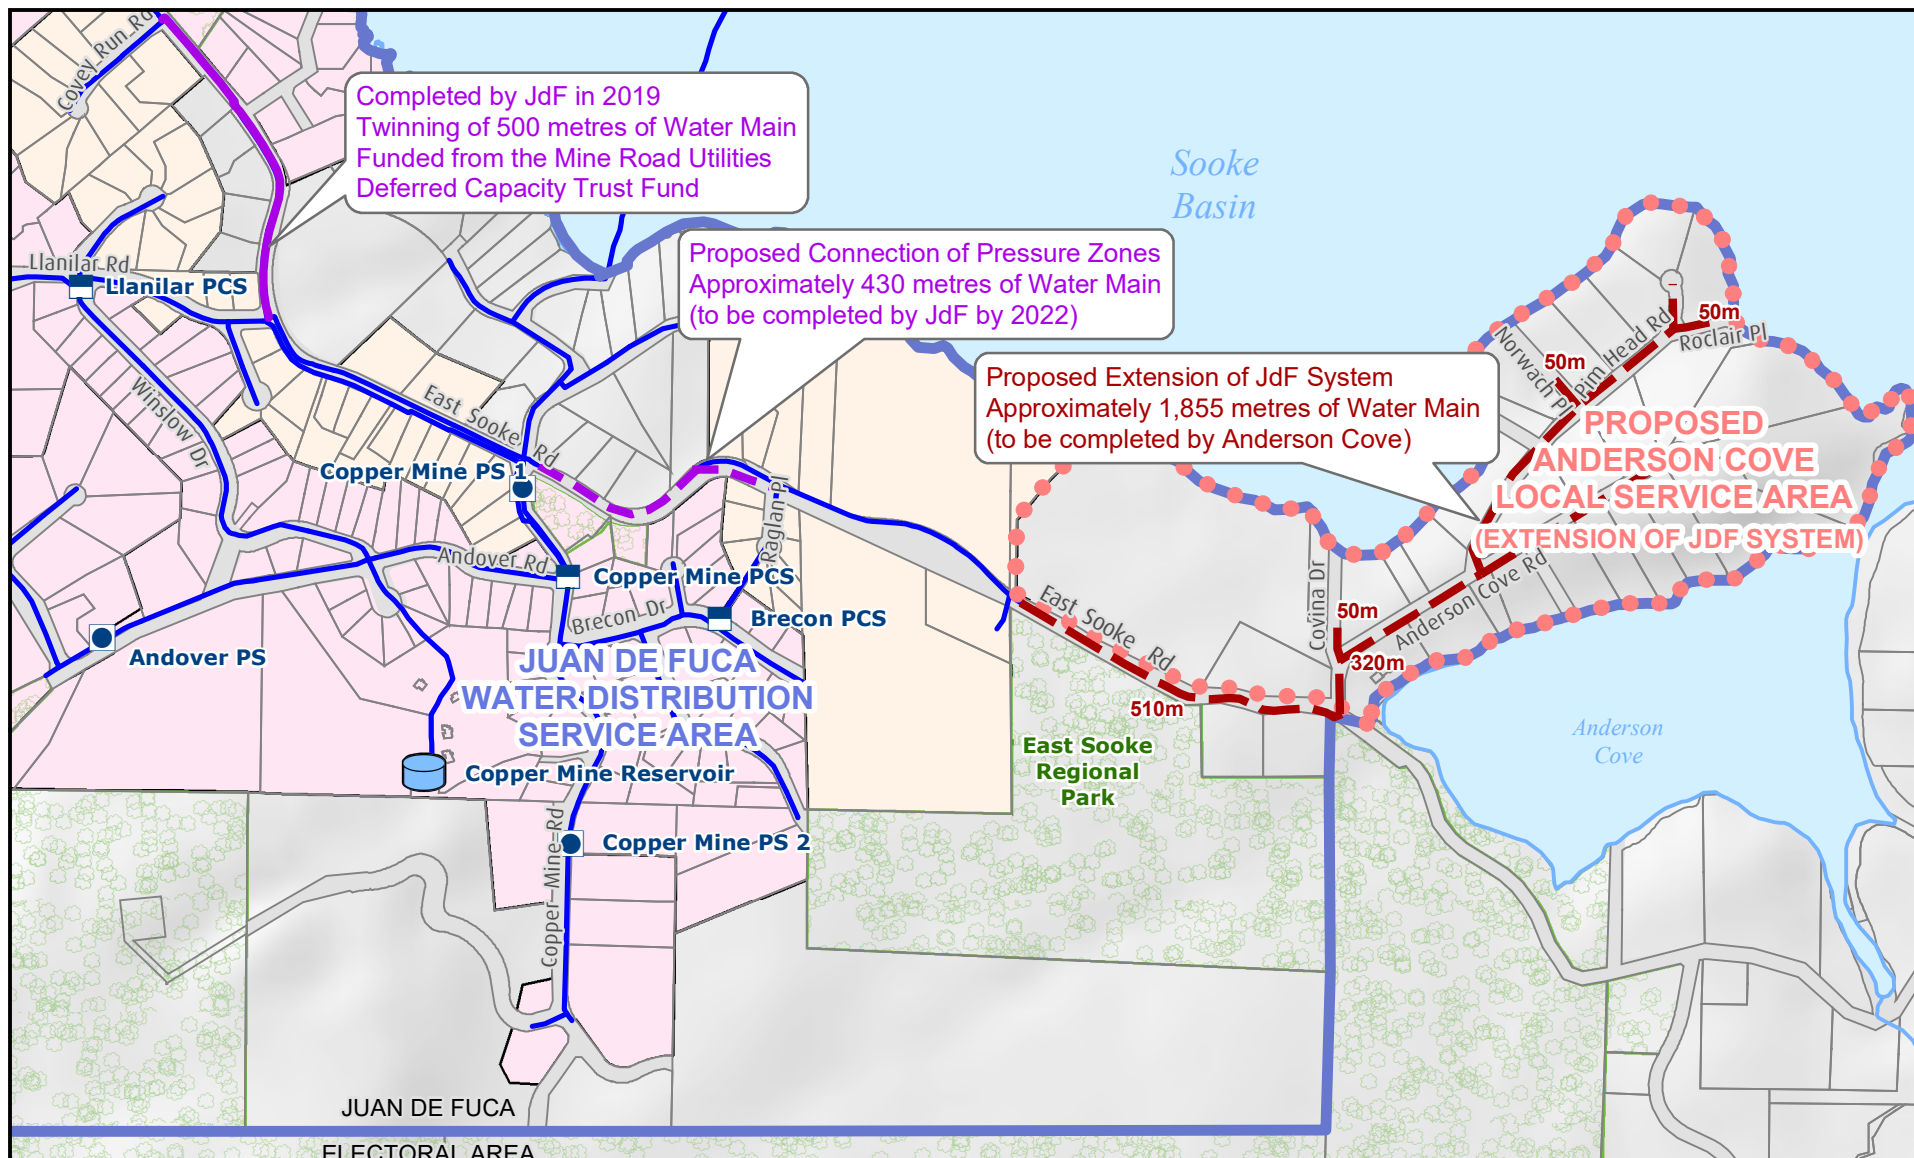 Covey Run Rd
Completed by JdF in 2019
Twinning of 500 metres of Water Main
Funded from the Mine Road Utilities
Deferred Capacity Trust Fund
Sooke
Basin
Proposed Connection of Pressure Zones
Approximately 430 metres of Water Main
(to be completed by JdF by 2022)
Llanilar Rd
Llanilar PCS
50m
Roclair Pl
Pim Head Rd
Norwach Pl
50m
Proposed Extension of JdF System
Approximately 1,855 metres of Water Main
(to be completed by Anderson Cove)
PROPOSED
ANDERSON COVE
LOCAL SERVICE AREA
(EXTENSION OF JDF SYSTEM)
Winslow Dr
East Sooke Rd
Copper Mine PS 1
Raglan Pl
Andover Rd
Copper Mine PCS
Brecon Dr
Brecon PCS
East Sooke Rd
Covina Dr
50m
Anderson Cove Rd
320m
510m
Andover PS
JUAN DE FUCA
WATER DISTRIBUTION
SERVICE AREA
East Sooke
Regional
Park
Anderson
Cove
Copper Mine Reservoir
Copper Mine Rd
Copper Mine PS 2
JUAN DE FUCA
ELECTORAL AREA